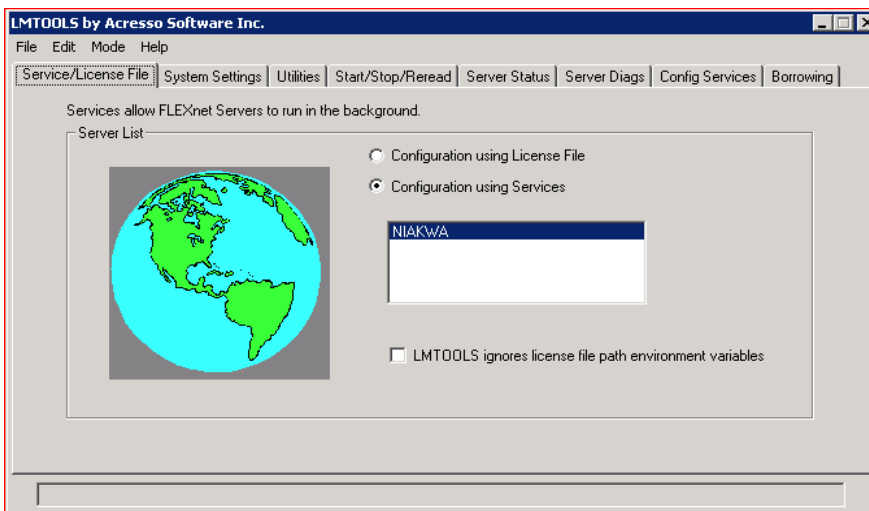 LMTOOLS by Acresso Software Inc.
File Edit Mode Help
Service/License File System Settings Utilities Start/Stop/Reread Server Status Server Diags Config Services Borrowing
Services allow FLEXnet Servers to run in the background.
Server List
Configuration using License File
Configuration using Services
NIAKWA
LMTOOLS ignores license file path environment variables